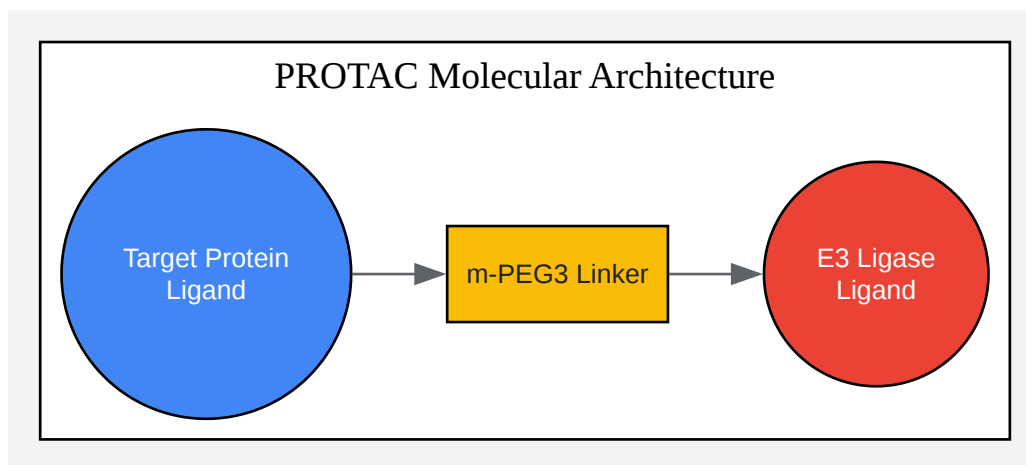 PROTAC Molecular Architecture
Target Protein
Ligand
m-PEG3 Linker
E3 Ligase
Ligand